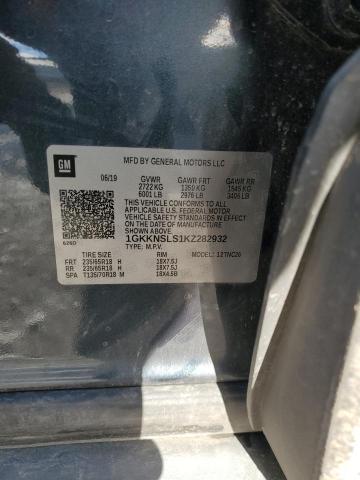 GM
MFD BY GENERAL MOTORS LLC
06/19 GVWR GAWR FRT GAWR RR
2722 KG 1350 KG 1545 KG
6001 LB 2976 LB 3406 LB
THIS VEHICLE CONFORMS TO ALL
APPLICABLE U.S. FEDERAL MOTOR
VEHICLE SAFETY STANDARDS IN EFFECT
ON THE DATE OF MANUFACTURE
SHOWN ABOVE.
1GKKNSLS1KZ282932
TYPE: M.P.V. MODEL: 12TNC26
626D
TIRE SIZE RIM
FRT 235/65R18 H 18X7.5J
RR 235/65R18 H 18X7.5J
SPA T135/70R18 M 18X4.5B